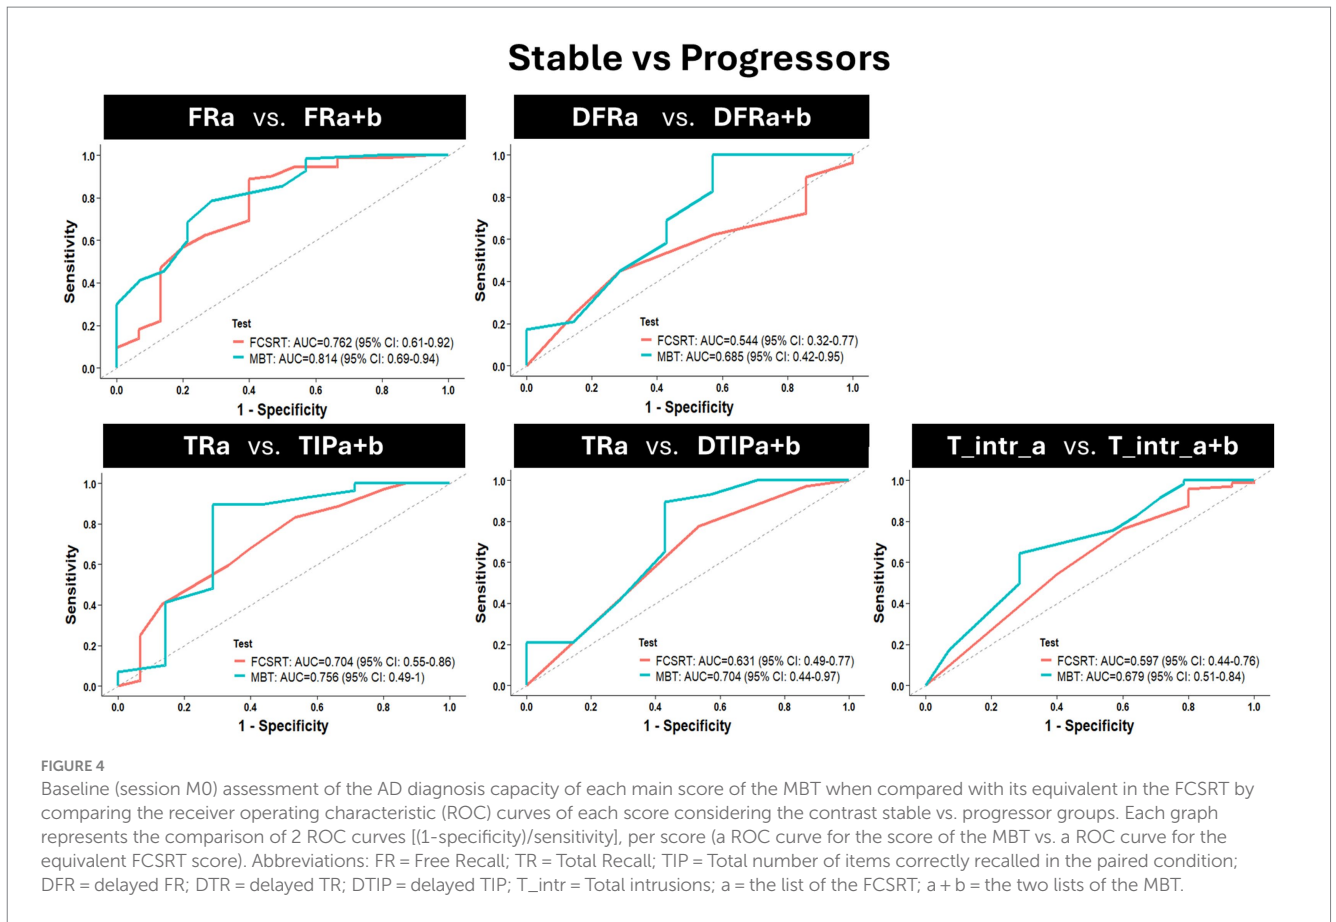 Stable vs Progressors
FRa vs. FRa+b
1.0
0.8
0.6
0.4
0.2
0.0
Sensitivity
Test
FCSRT: AUC=0.762 (95% CI: 0.61-0.92)
MBT: AUC=0.814 (95% CI: 0.69-0.94)
0.0 0.2 0.4 0.6 0.8 1.0
1 - Specificity
DFRa vs. DFRa+b
1.0
0.8
0.6
0.4
0.2
0.0
Sensitivity
Test
FCSRT: AUC=0.544 (95% CI: 0.32-0.77)
MBT: AUC=0.685 (95% CI: 0.42-0.95)
0.0 0.2 0.4 0.6 0.8 1.0
1 - Specificity
TRa vs. TIPa+b
1.0
0.8
0.6
0.4
0.2
0.0
Sensitivity
Test
FCSRT: AUC=0.704 (95% CI: 0.55-0.86)
MBT: AUC=0.756 (95% CI: 0.49-1)
0.0 0.2 0.4 0.6 0.8 1.0
1 - Specificity
TRa vs. DTIPa+b
1.0
0.8
0.6
0.4
0.2
0.0
Sensitivity
Test
FCSRT: AUC=0.631 (95% CI: 0.49-0.77)
MBT: AUC=0.704 (95% CI: 0.44-0.97)
0.0 0.2 0.4 0.6 0.8 1.0
1 - Specificity
T_intr_a vs. T_intr_a+b
1.0
0.8
0.6
0.4
0.2
0.0
Sensitivity
Test
FCSRT: AUC=0.597 (95% CI: 0.44-0.76)
MBT: AUC=0.679 (95% CI: 0.51-0.84)
0.0 0.2 0.4 0.6 0.8 1.0
1 - Specificity
FIGURE 4
Baseline (session M0) assessment of the AD diagnosis capacity of each main score of the MBT when compared with its equivalent in the FCSRT by
comparing the receiver operating characteristic (ROC) curves of each score considering the contrast stable vs. progressor groups. Each graph
represents the comparison of 2 ROC curves [(1-specificity)/sensitivity], per score (a ROC curve for the score of the MBT vs. a ROC curve for the
equivalent FCSRT score). Abbreviations: FR = Free Recall; TR = Total Recall; TIP = Total number of items correctly recalled in the paired condition;
DFR = delayed FR; DTR = delayed TR; DTIP = delayed TIP; T_intr = Total intrusions; a = the list of the FCSRT; a + b = the two lists of the MBT.